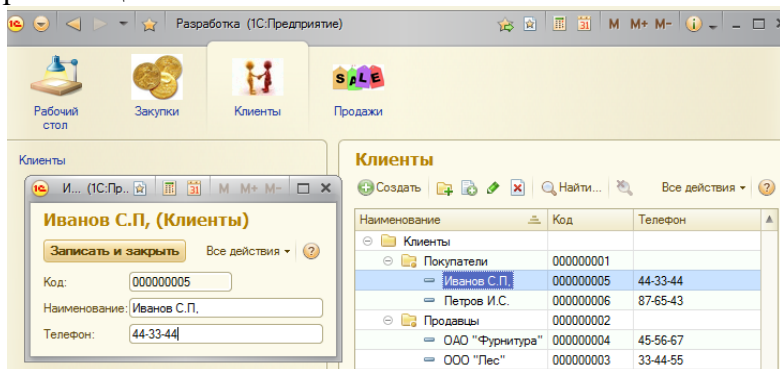 Разработка (1С:Предприятие)
M M+ M-
Рабочий стол
Закупки
Клиенты
SALE
Продажи
Клиенты
И... (1С:Пр..
M M+ M-
Иванов С.П, (Клиенты)
Записать и закрыть Все действия
Код: 000000005
Наименование: Иванов С.П,
Телефон: 44-33-44
Клиенты
Создать Найти... Все действия
Наименование Код Телефон
Клиенты
Покупатели 000000001
Иванов С.П, 000000005 44-33-44
Петров И.С. 000000006 87-65-43
Продавцы 000000002
ОАО "Фурнитура" 000000004 45-56-67
ООО "Лес" 000000003 33-44-55